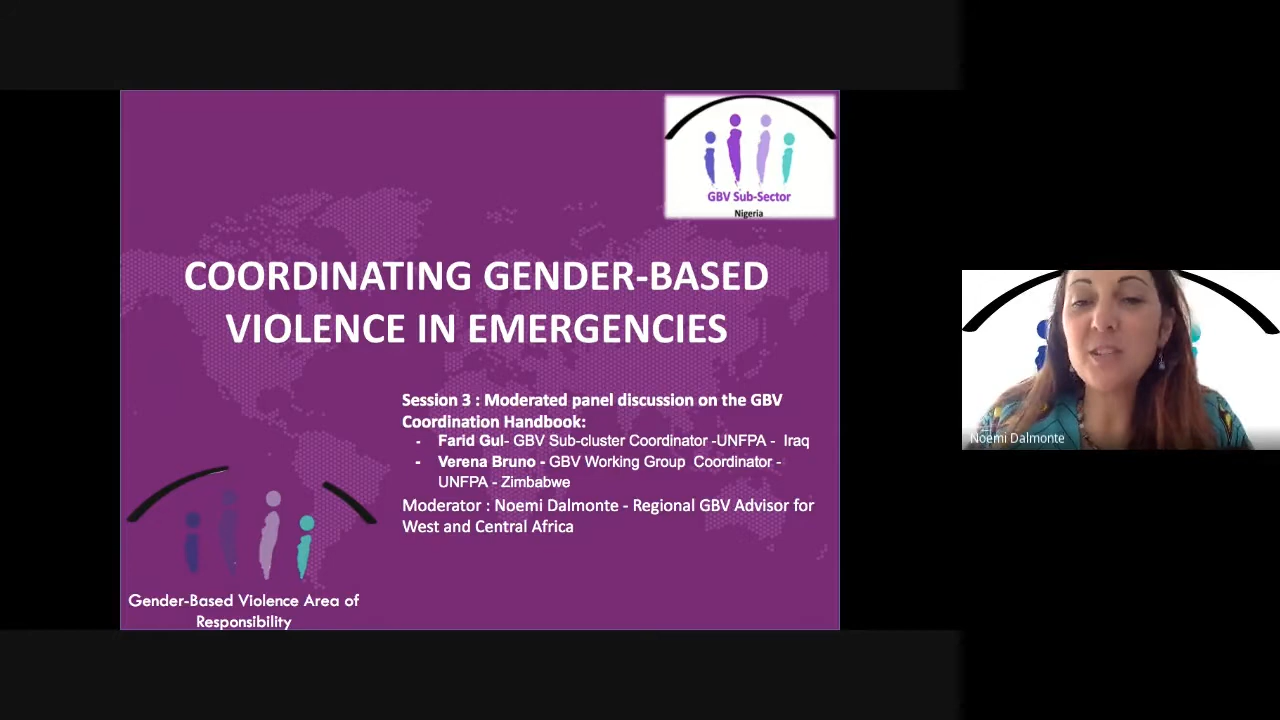 GBV Sub-Sector
Nigeria
COORDINATING GENDER-BASED
VIOLENCE IN EMERGENCIES
Session 3 : Moderated panel discussion on the GBV
Coordination Handbook:
- Farid Gul- GBV Sub-cluster Coordinator -UNFPA - Iraq
- Verena Bruno - GBV Working Group Coordinator -
UNFPA - Zimbabwe
Moderator : Noemi Dalmonte - Regional GBV Advisor for
West and Central Africa
Gender-Based Violence Area of
Responsibility
Noemi Dalmonte